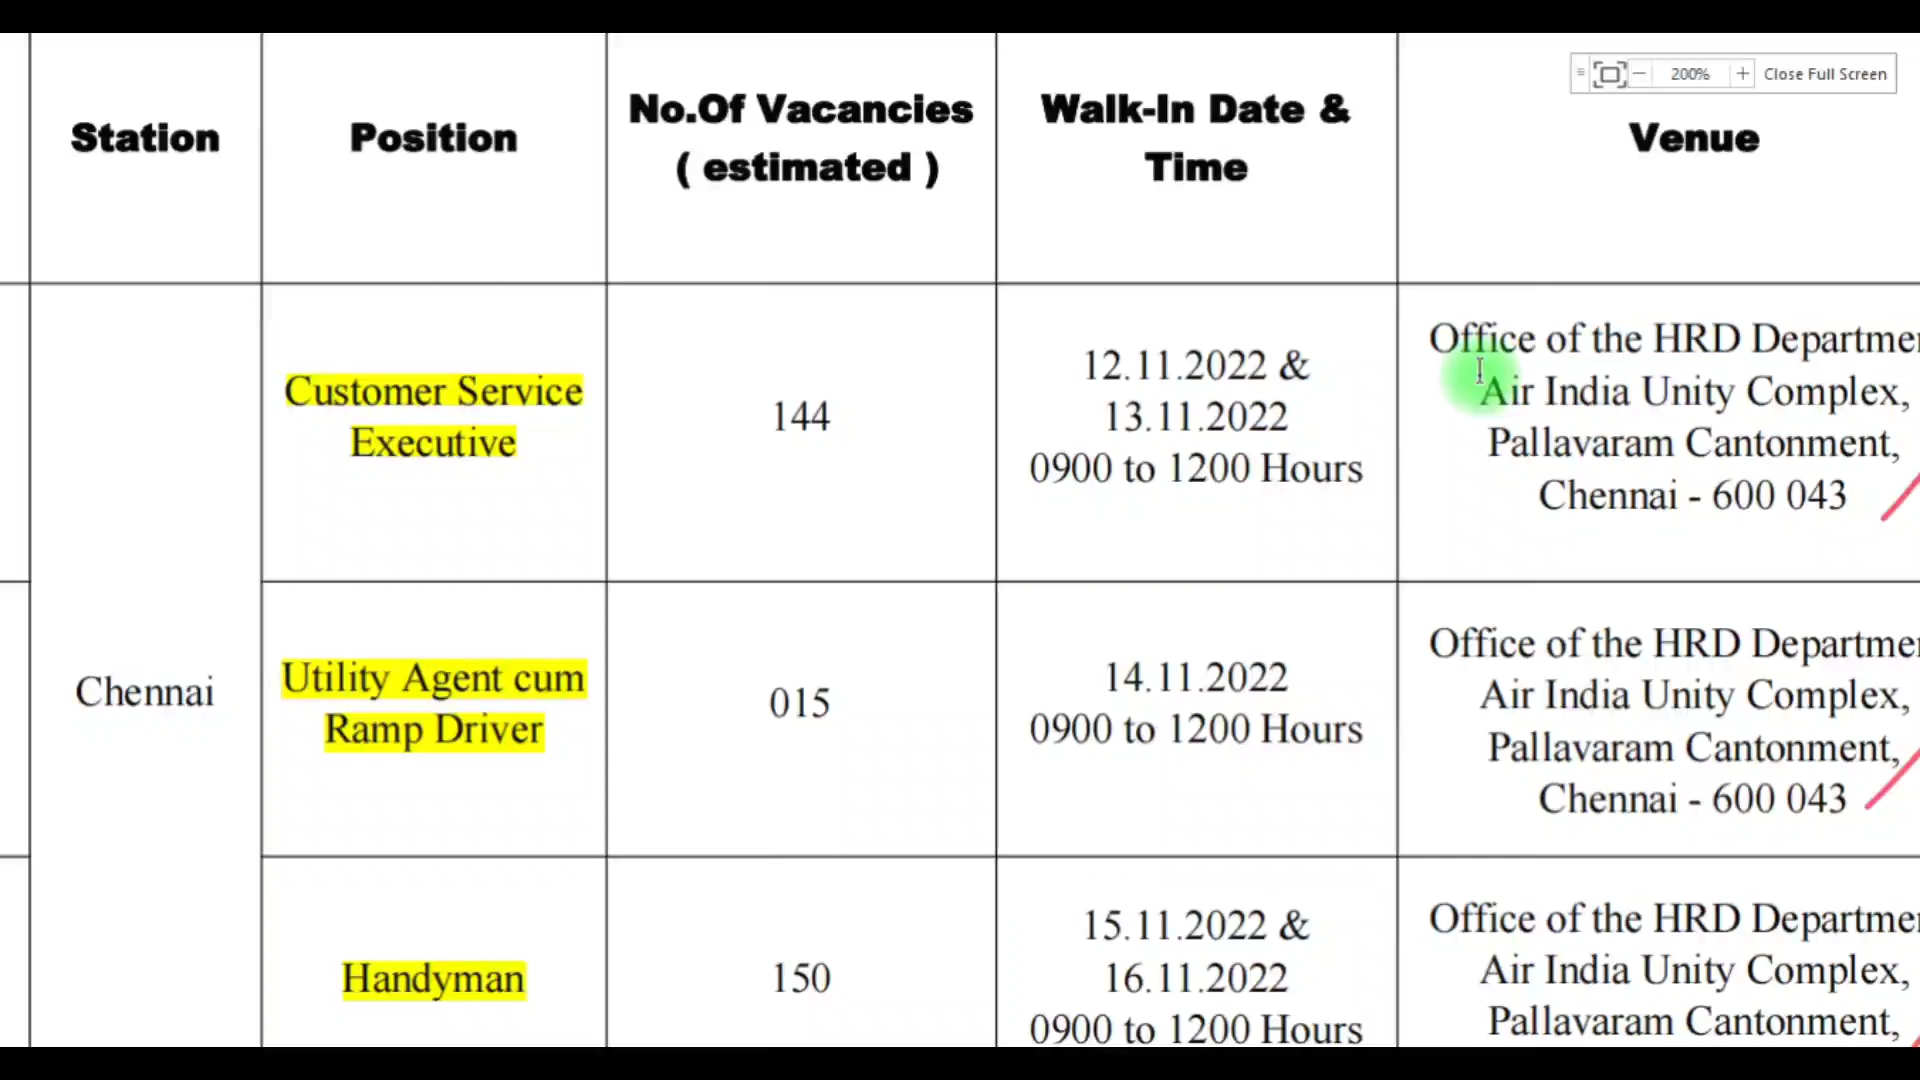 200%
Close Full Screen
Station
Position
No.Of Vacancies
( estimated )
Walk-In Date &
Time
Venue
Chennai
Customer Service
Executive
144
12.11.2022 &
13.11.2022
0900 to 1200 Hours
Office of the HRD Departme
Air India Unity Complex,
Pallavaram Cantonment,
Chennai - 600 043
Utility Agent cum
Ramp Driver
015
14.11.2022
0900 to 1200 Hours
Office of the HRD Departme
Air India Unity Complex,
Pallavaram Cantonment,
Chennai - 600 043
Handyman
150
15.11.2022 &
16.11.2022
0900 to 1200 Hours
Office of the HRD Departme
Air India Unity Complex,
Pallavaram Cantonment,